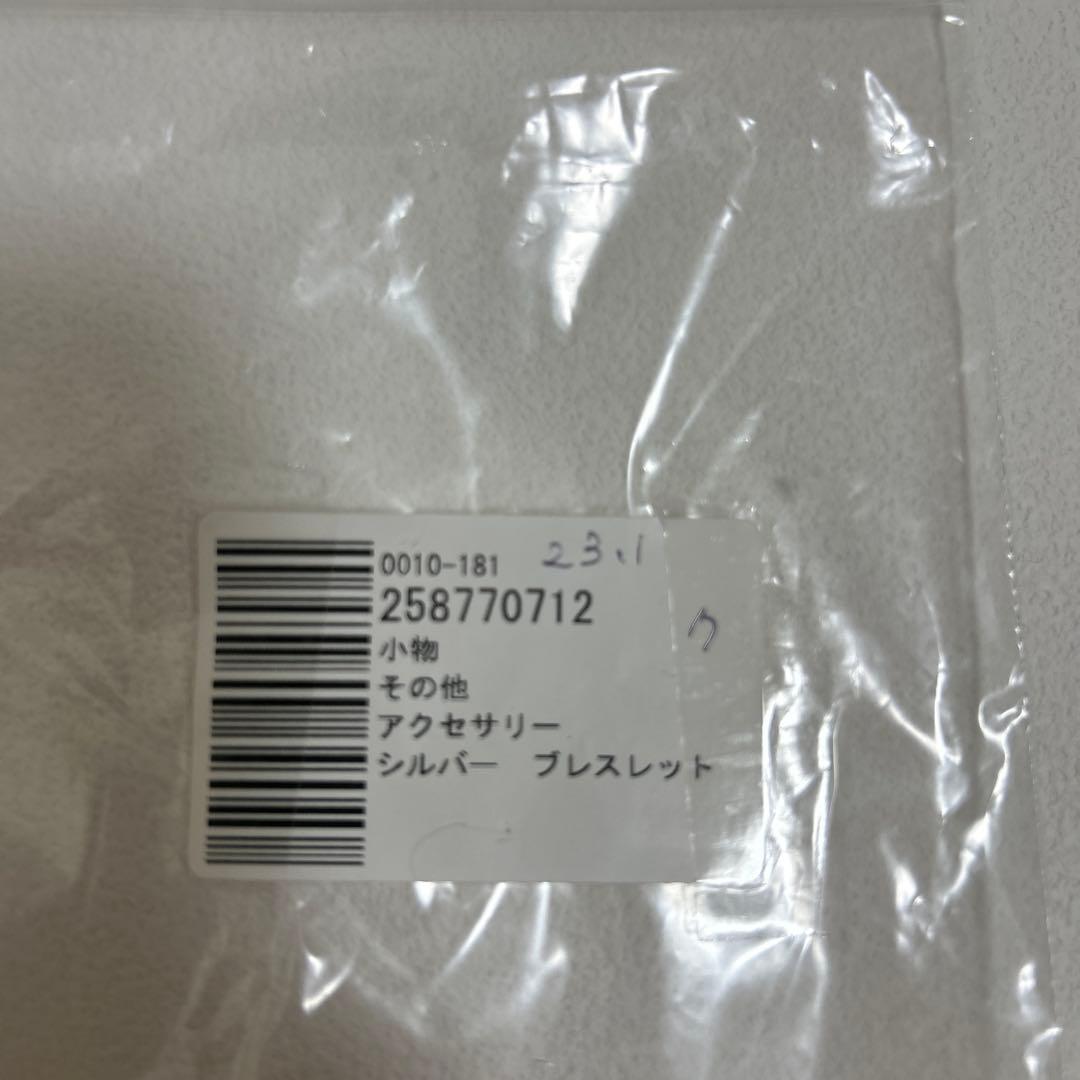 0010-181 23.1
258770712
ク
小物
その他
アクセサリー
シルバー ブレスレット